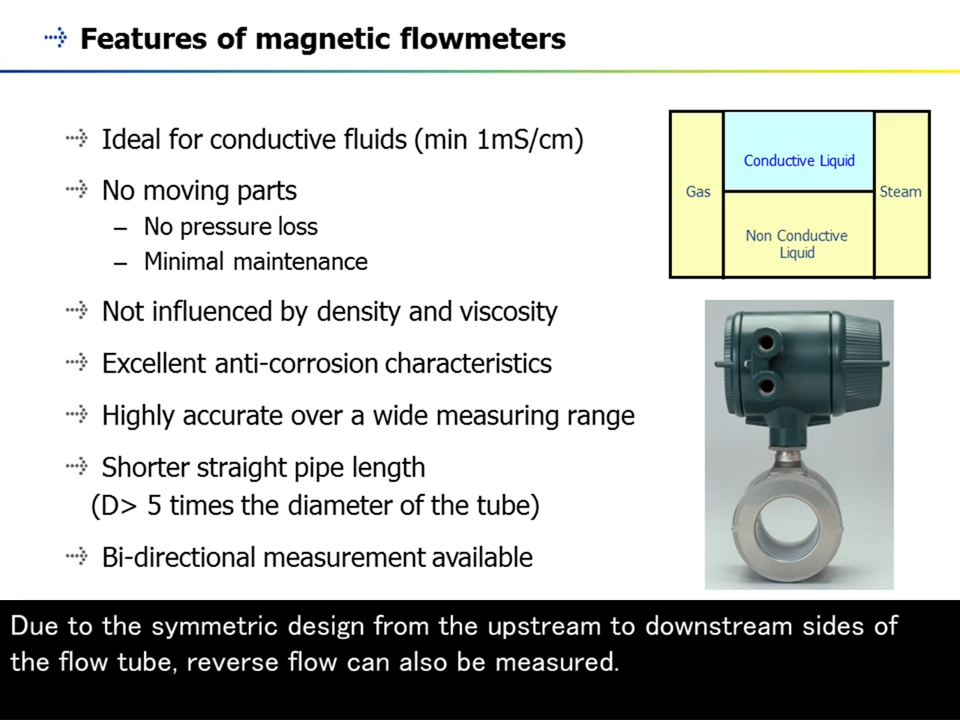 Features of magnetic flowmeters
Ideal for conductive fluids (min 1mS/cm)
No moving parts
– No pressure loss
– Minimal maintenance
Not influenced by density and viscosity
Excellent anti-corrosion characteristics
Highly accurate over a wide measuring range
Shorter straight pipe length
(D> 5 times the diameter of the tube)
Bi-directional measurement available
Gas
Conductive Liquid
Non Conductive
Liquid
Steam
Due to the symmetric design from the upstream to downstream sides of
the flow tube, reverse flow can also be measured.